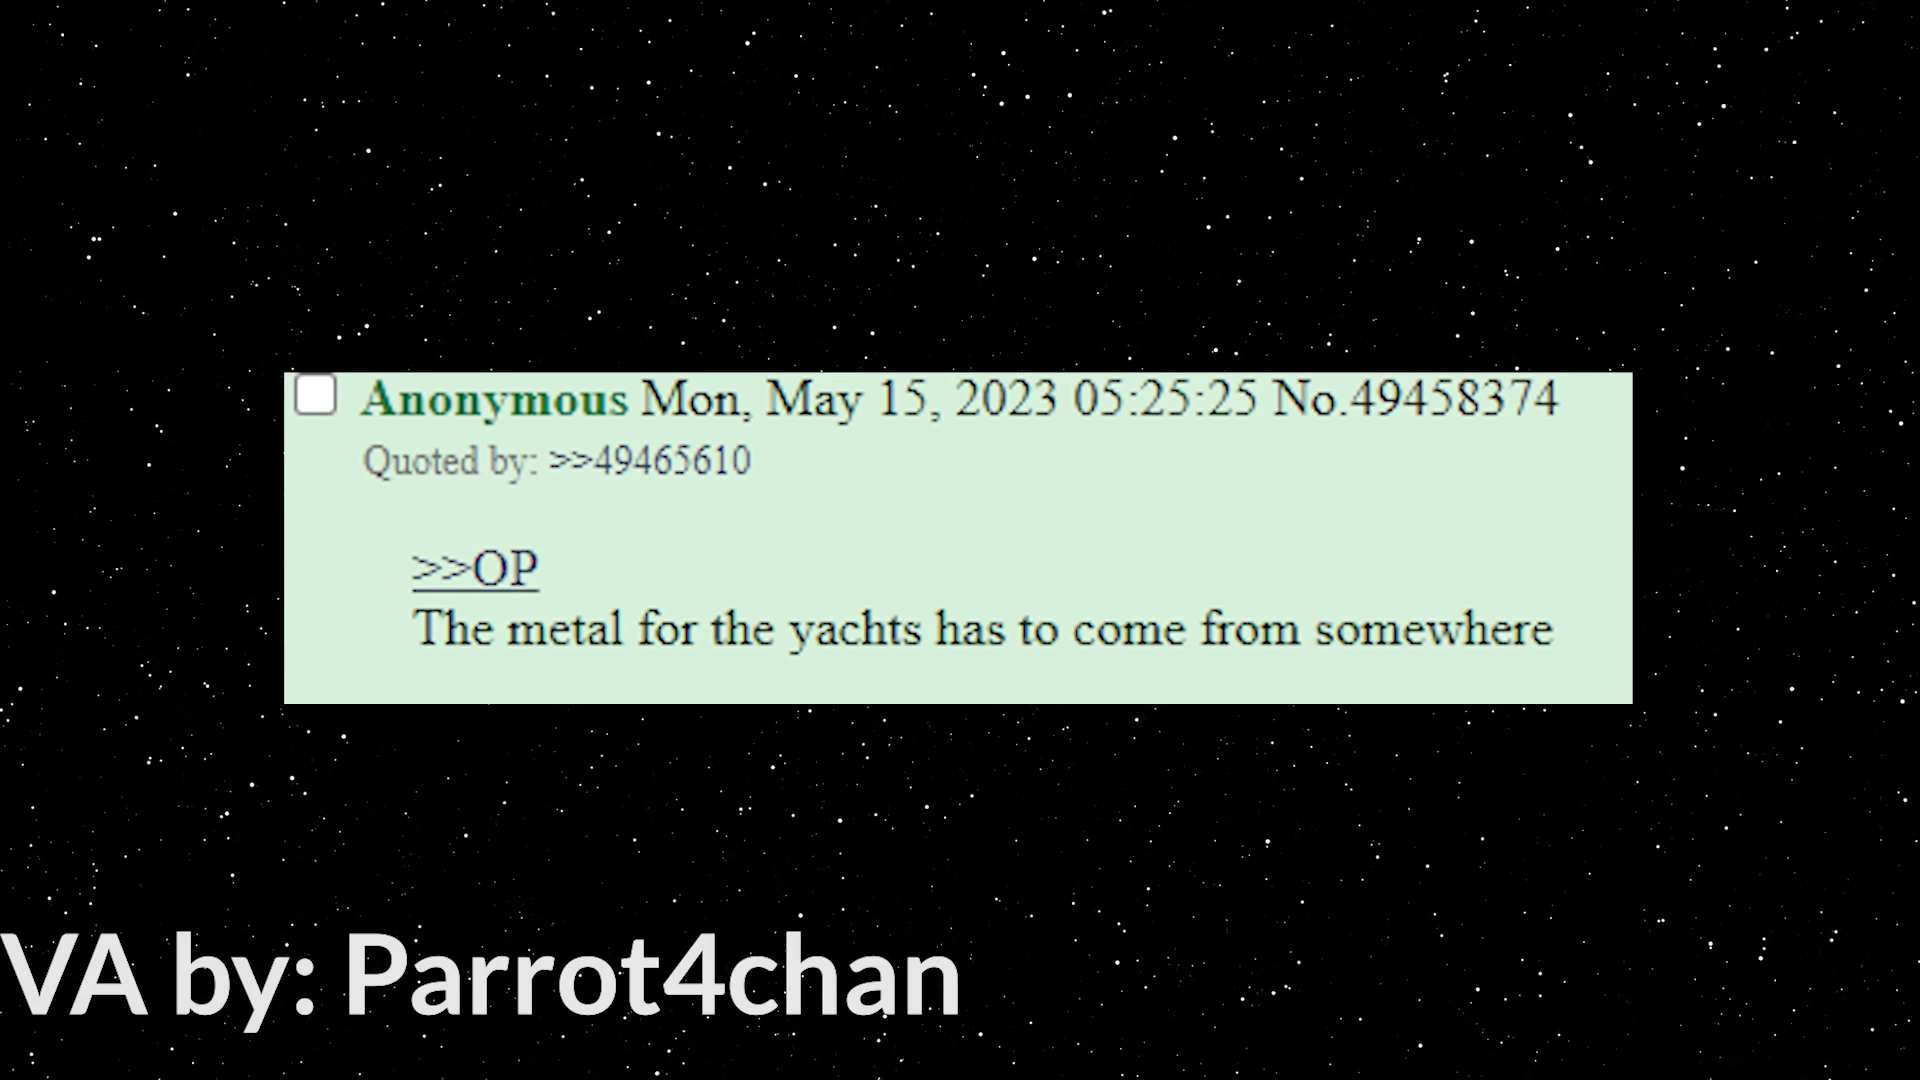 Anonymous Mon, May 15, 2023 05:25:25 No.49458374
Quoted by: >>49465610
>>OP
The metal for the yachts has to come from somewhere
VA by: Parrot4chan